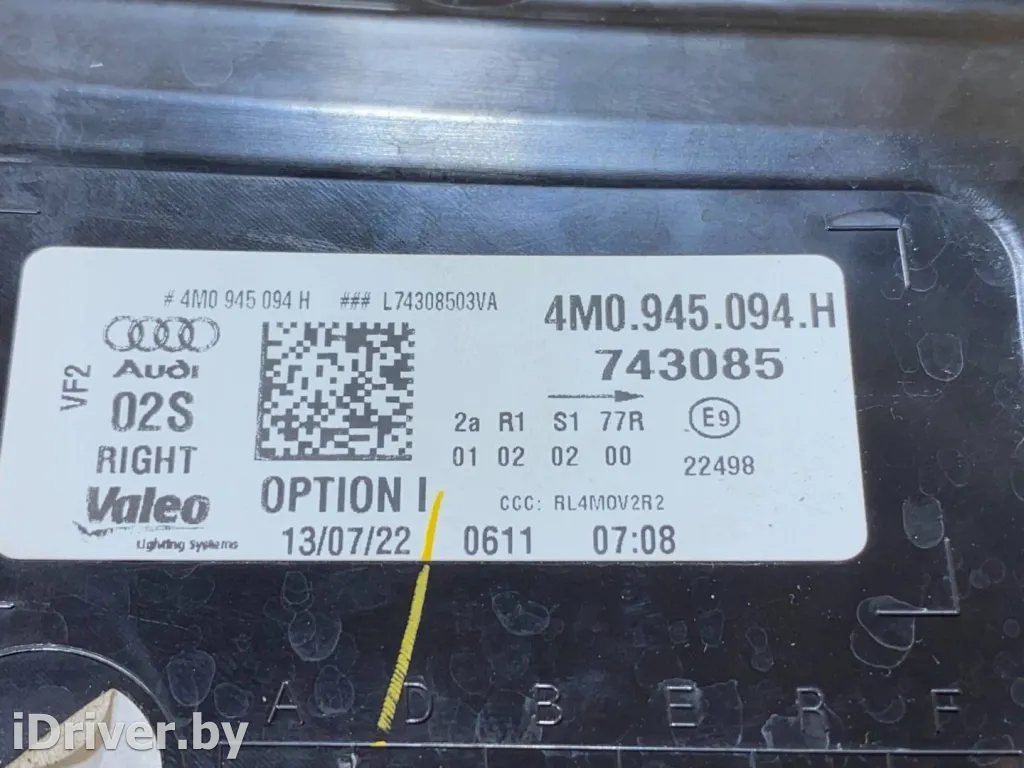 # 4M0 945 094 H ### L74308503VA
4M0.945.094.H
743085
Audi
VF2
02S
RIGHT
Valeo
Lighting Systems
OPTION I
13/07/22 0611 07:08
2a R1 S1 77R
01 02 02 00
E9
22498
CCC: RL4M0V2R2
A D B E R F
iDriver.by